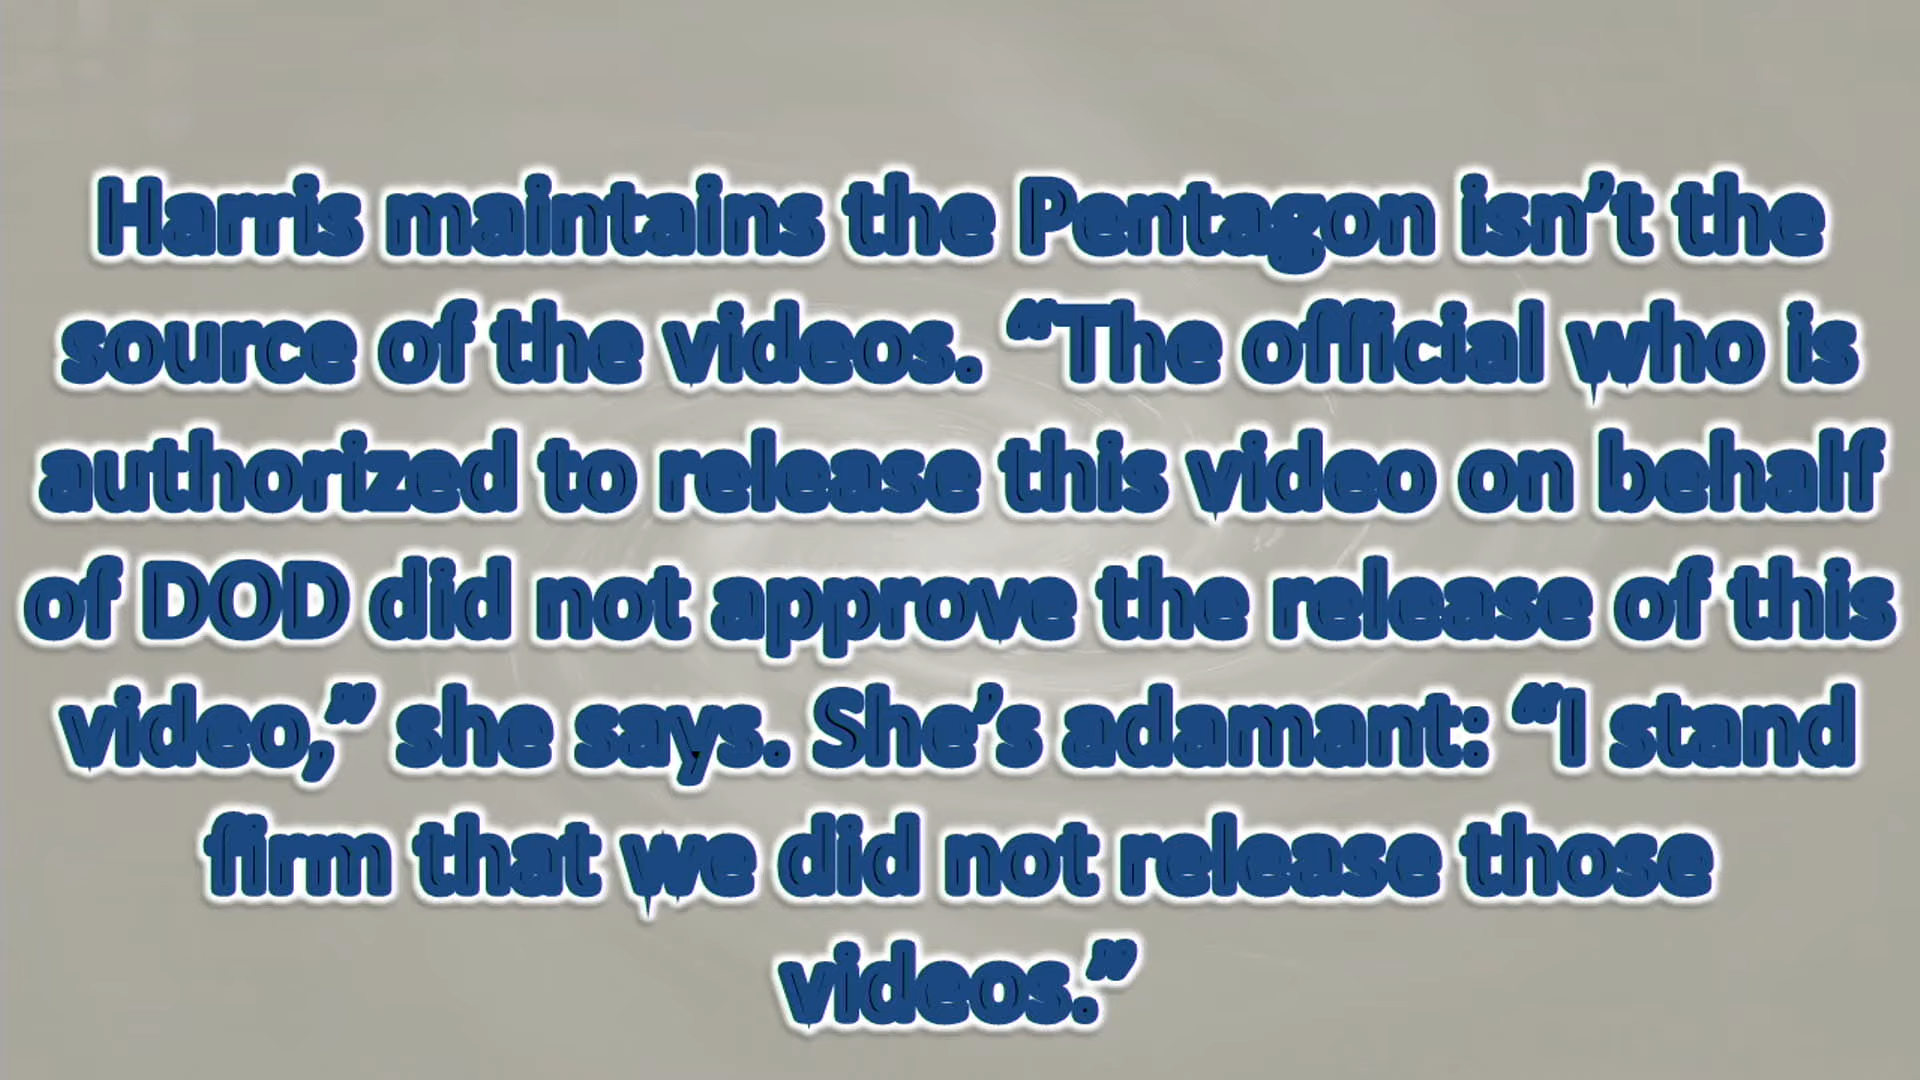 Harris maintains the Pentagon isn’t the
source of the videos. “The official who is
authorized to release this video on behalf
of DOD did not approve the release of this
video,” she says. She’s adamant: “I stand
firm that we did not release those
videos.”